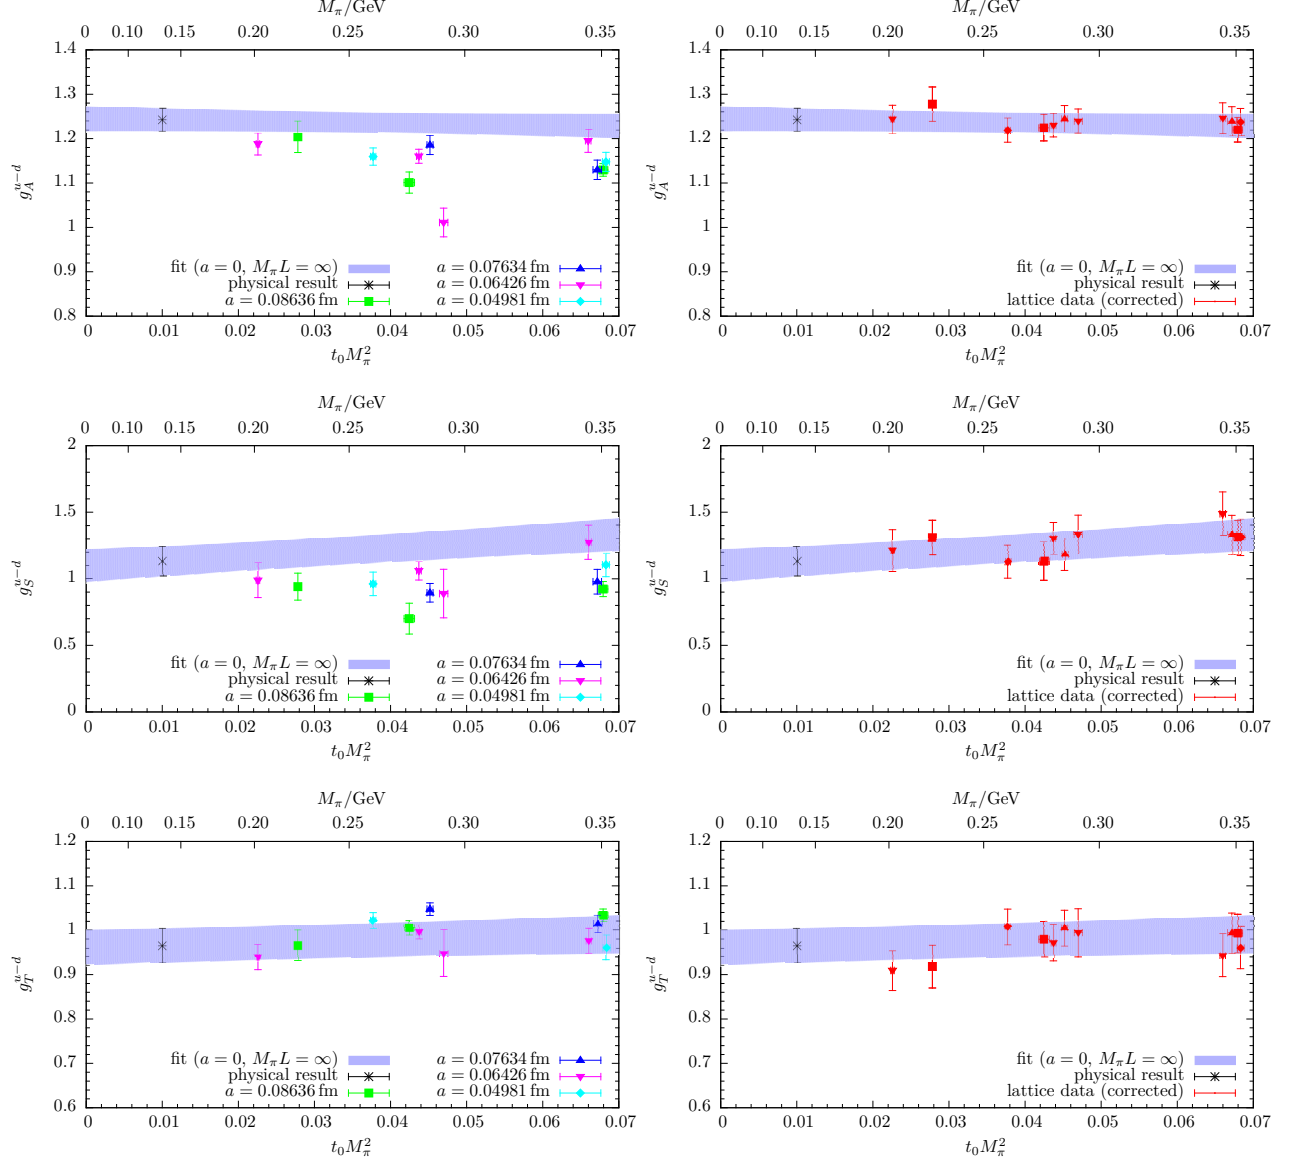 M_π/GeV
0 0.10 0.15 0.20 0.25 0.30 0.35
1.4
1.3
1.2
1.1
1
0.9
0.8
g_A^{u−d}
fit (a = 0, M_πL = ∞)
physical result
a = 0.08636 fm
a = 0.07634 fm
a = 0.06426 fm
a = 0.04981 fm
0 0.01 0.02 0.03 0.04 0.05 0.06 0.07
t_0M_π^2
M_π/GeV
0 0.10 0.15 0.20 0.25 0.30 0.35
1.4
1.3
1.2
1.1
1
0.9
0.8
g_A^{u−d}
fit (a = 0, M_πL = ∞)
physical result
lattice data (corrected)
0 0.01 0.02 0.03 0.04 0.05 0.06 0.07
t_0M_π^2
M_π/GeV
0 0.10 0.15 0.20 0.25 0.30 0.35
2
1.5
1
0.5
0
g_S^{u−d}
fit (a = 0, M_πL = ∞)
physical result
a = 0.08636 fm
a = 0.07634 fm
a = 0.06426 fm
a = 0.04981 fm
0 0.01 0.02 0.03 0.04 0.05 0.06 0.07
t_0M_π^2
M_π/GeV
0 0.10 0.15 0.20 0.25 0.30 0.35
2
1.5
1
0.5
0
g_S^{u−d}
fit (a = 0, M_πL = ∞)
physical result
lattice data (corrected)
0 0.01 0.02 0.03 0.04 0.05 0.06 0.07
t_0M_π^2
M_π/GeV
0 0.10 0.15 0.20 0.25 0.30 0.35
1.2
1.1
1
0.9
0.8
0.7
0.6
g_T^{u−d}
fit (a = 0, M_πL = ∞)
physical result
a = 0.08636 fm
a = 0.07634 fm
a = 0.06426 fm
a = 0.04981 fm
0 0.01 0.02 0.03 0.04 0.05 0.06 0.07
t_0M_π^2
M_π/GeV
0 0.10 0.15 0.20 0.25 0.30 0.35
1.2
1.1
1
0.9
0.8
0.7
0.6
g_T^{u−d}
fit (a = 0, M_πL = ∞)
physical result
lattice data (corrected)
0 0.01 0.02 0.03 0.04 0.05 0.06 0.07
t_0M_π^2